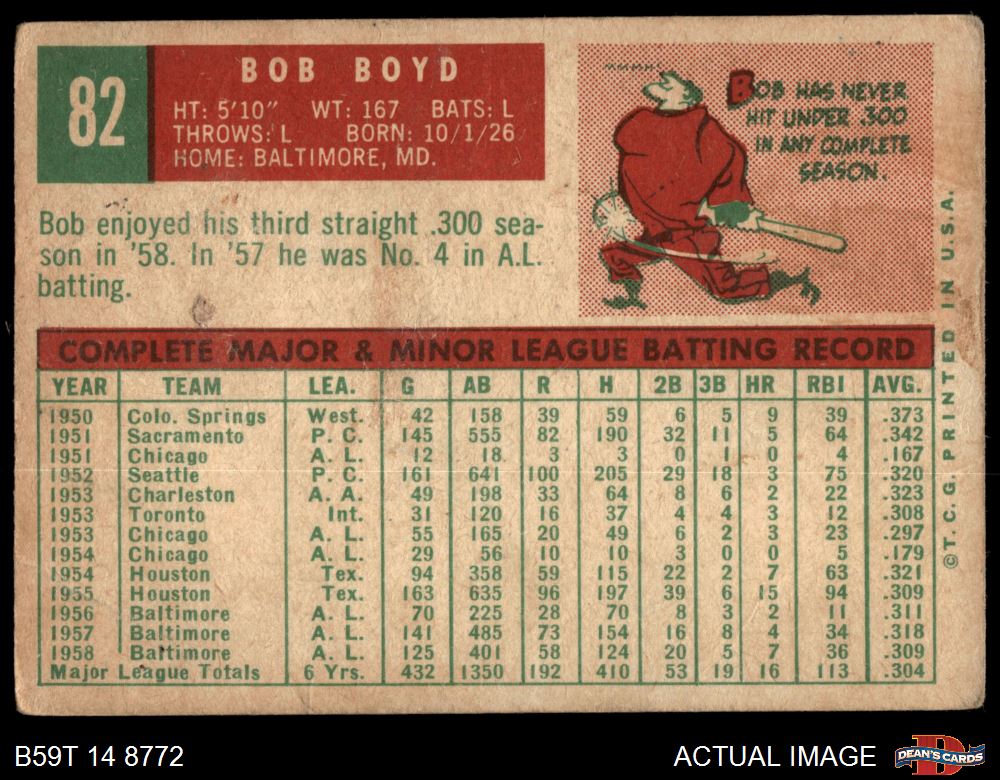 82
BOB BOYD
HT: 5'10" WT: 167 BATS: L
THROWS: L BORN: 10/1/26
HOME: BALTIMORE, MD.
MMMM!
BOB HAS NEVER
HIT UNDER .300
IN ANY COMPLETE
SEASON.
Bob enjoyed his third straight .300 sea-
son in '58. In '57 he was No. 4 in A.L.
batting.
COMPLETE MAJOR & MINOR LEAGUE BATTING RECORD
YEAR TEAM LEA. G AB R H 2B 3B HR RBI AVG.
1950 Colo. Springs West. 42 158 39 59 6 5 9 39 .373
1951 Sacramento P. C. 145 555 82 190 32 11 5 64 .342
1951 Chicago A. L. 12 18 3 3 0 1 0 4 .167
1952 Seattle P. C. 161 641 100 205 29 18 3 75 .320
1953 Charleston A. A. 49 198 33 64 8 6 2 22 .323
1953 Toronto Int. 31 120 16 37 4 4 3 12 .308
1953 Chicago A. L. 55 165 20 49 6 2 3 23 .297
1954 Chicago A. L. 29 56 10 10 3 0 0 5 .179
1954 Houston Tex. 94 358 59 115 22 2 7 63 .321
1955 Houston Tex. 163 635 96 197 39 6 15 94 .309
1956 Baltimore A. L. 70 225 28 70 8 3 2 11 .311
1957 Baltimore A. L. 141 485 73 154 16 8 4 34 .318
1958 Baltimore A. L. 125 401 58 124 20 5 7 36 .309
Major League Totals 6 Yrs. 432 1350 192 410 53 19 16 113 .304
©T. C. G. PRINTED IN U.S.A.
B59T 14 8772
ACTUAL IMAGE
DEAN'S CARDS